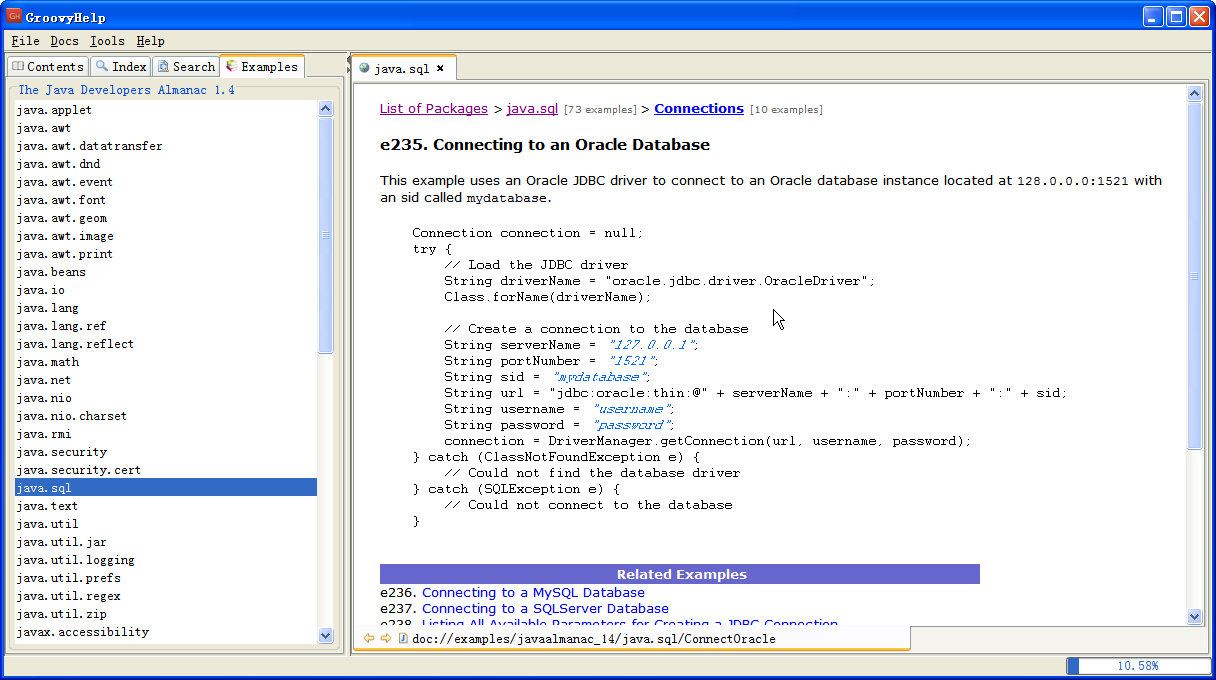 GroovyHelp
File Docs Tools Help
Contents Index Search Examples
The Java Developers Almanac 1.4
java.applet
java.awt
java.awt.datatransfer
java.awt.dnd
java.awt.event
java.awt.font
java.awt.geom
java.awt.image
java.awt.print
java.beans
java.io
java.lang
java.lang.ref
java.lang.reflect
java.math
java.net
java.nio
java.nio.charset
java.rmi
java.security
java.security.cert
java.sql
java.text
java.util
java.util.jar
java.util.logging
java.util.prefs
java.util.regex
java.util.zip
javax.accessibility
java.sql ×
List of Packages > java.sql [73 examples] > Connections [10 examples]
e235. Connecting to an Oracle Database
This example uses an Oracle JDBC driver to connect to an Oracle database instance located at 128.0.0.0:1521 with
an sid called mydatabase.
Connection connection = null;
try {
// Load the JDBC driver
String driverName = "oracle.jdbc.driver.OracleDriver";
Class.forName(driverName);
// Create a connection to the database
String serverName = "127.0.0.1";
String portNumber = "1521";
String sid = "mydatabase";
String url = "jdbc:oracle:thin:@" + serverName + ":" + portNumber + ":" + sid;
String username = "username";
String password = "password";
connection = DriverManager.getConnection(url, username, password);
} catch (ClassNotFoundException e) {
// Could not find the database driver
} catch (SQLException e) {
// Could not connect to the database
}
Related Examples
e236. Connecting to a MySQL Database
e237. Connecting to a SQLServer Database
e238. Listing All Available Parameters for Creating a JDBC Connection
doc://examples/javaalmanac_14/java.sql/ConnectOracle
10.58%